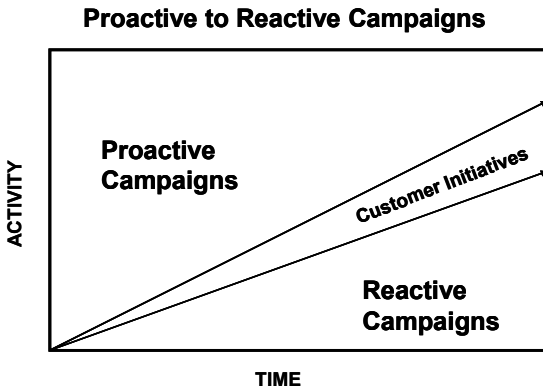 Proactive to Reactive Campaigns
Proactive
Campaigns
Customer Initiatives
Reactive
Campaigns
ACTIVITY
TIME